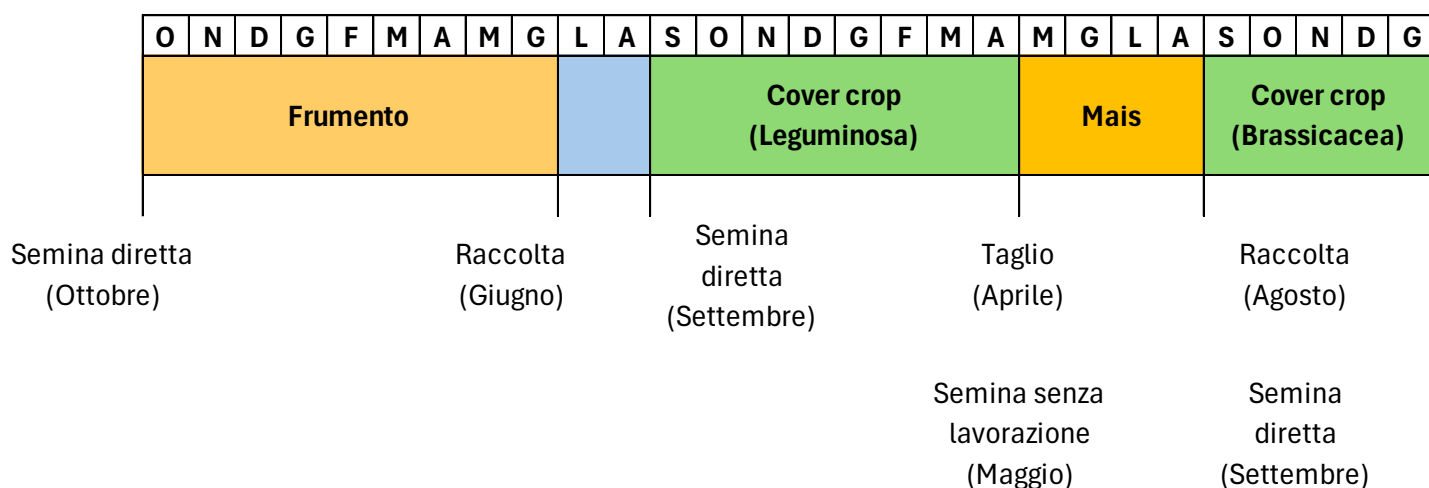 O N D G F M A M G L A S O N D G F M A M G L A S O N D G
Frumento
Cover crop
(Leguminosa)
Mais
Cover crop
(Brassicacea)
Semina diretta
(Ottobre)
Raccolta
(Giugno)
Semina
diretta
(Settembre)
Taglio
(Aprile)
Raccolta
(Agosto)
Semina senza
lavorazione
(Maggio)
Semina
diretta
(Settembre)